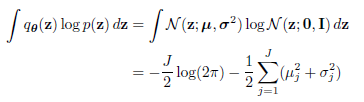 ∫ q_θ(z) log p(z) dz = ∫ N(z; μ, σ²) log N(z; 0, I) dz
= − J/2 log(2π) − 1/2 ∑_{j=1}^{J} (μ_j² + σ_j²)